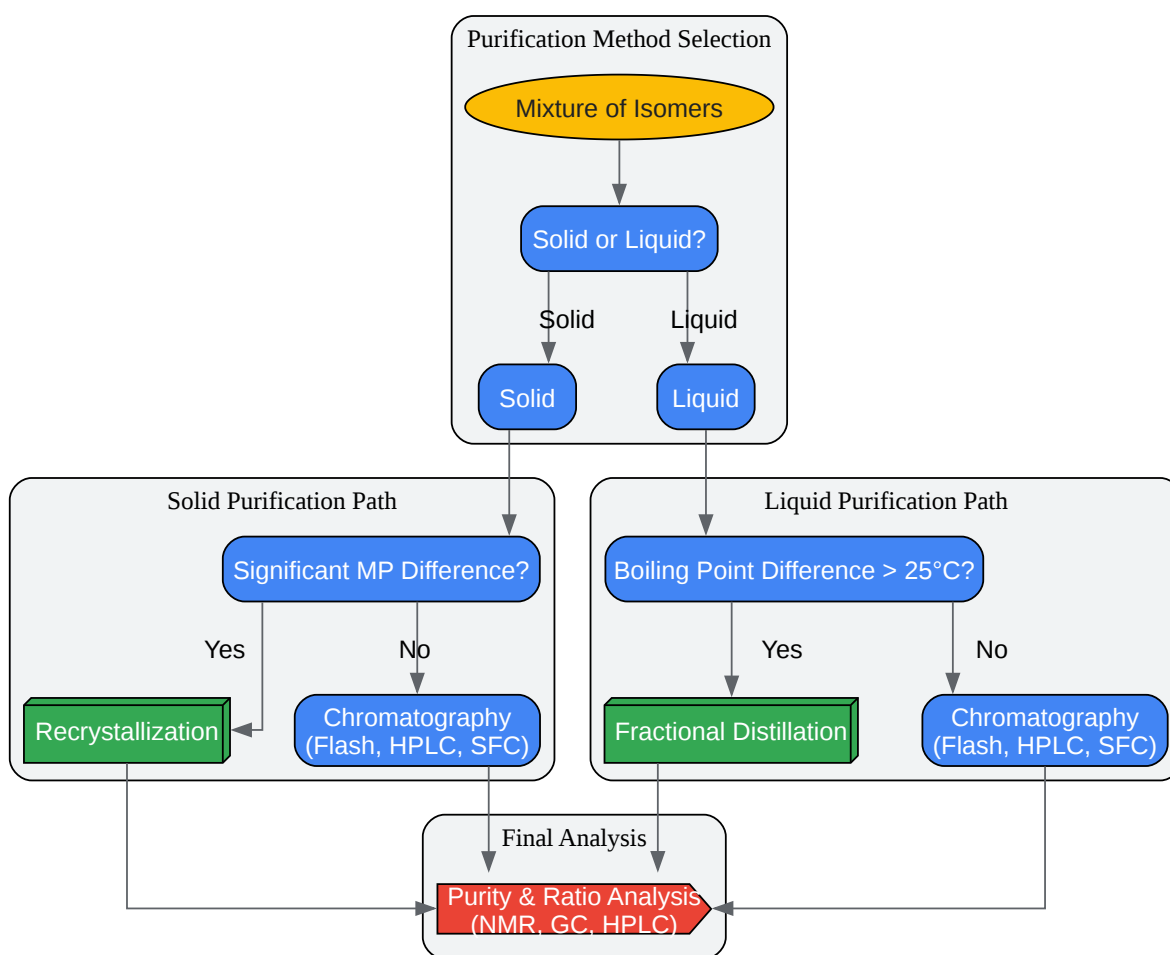 Purification Method Selection
Mixture of Isomers
Solid or Liquid?
Solid
Liquid
Solid
Liquid
Solid Purification Path
Liquid Purification Path
Significant MP Difference?
Boiling Point Difference > 25°C?
Yes
No
Yes
No
Recrystallization
Chromatography
(Flash, HPLC, SFC)
Fractional Distillation
Chromatography
(Flash, HPLC, SFC)
Final Analysis
Purity & Ratio Analysis
(NMR, GC, HPLC)